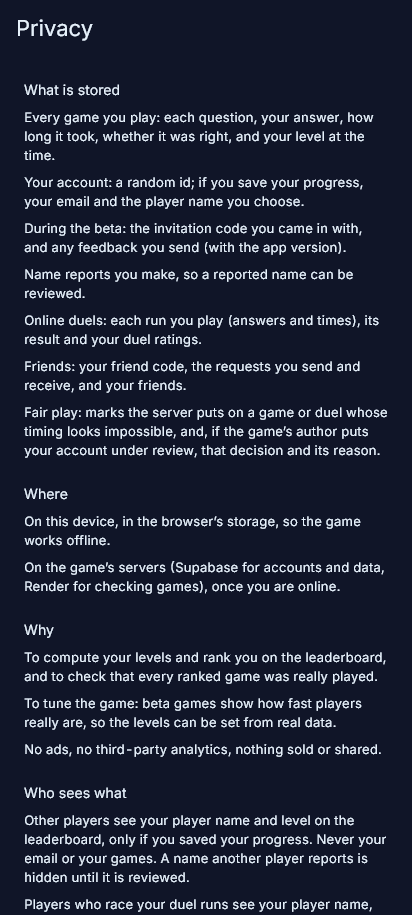 Privacy
What is stored
Every game you play: each question, your answer, how
long it took, whether it was right, and your level at the
time.
Your account: a random id; if you save your progress,
your email and the player name you choose.
During the beta: the invitation code you came in with,
and any feedback you send (with the app version).
Name reports you make, so a reported name can be
reviewed.
Online duels: each run you play (answers and times), its
result and your duel ratings.
Friends: your friend code, the requests you send and
receive, and your friends.
Fair play: marks the server puts on a game or duel whose
timing looks impossible, and, if the game’s author puts
your account under review, that decision and its reason.
Where
On this device, in the browser’s storage, so the game
works offline.
On the game’s servers (Supabase for accounts and data,
Render for checking games), once you are online.
Why
To compute your levels and rank you on the leaderboard,
and to check that every ranked game was really played.
To tune the game: beta games show how fast players
really are, so the levels can be set from real data.
No ads, no third-party analytics, nothing sold or shared.
Who sees what
Other players see your player name and level on the
leaderboard, only if you saved your progress. Never your
email or your games. A name another player reports is
hidden until it is reviewed.
Players who race your duel runs see your player name,